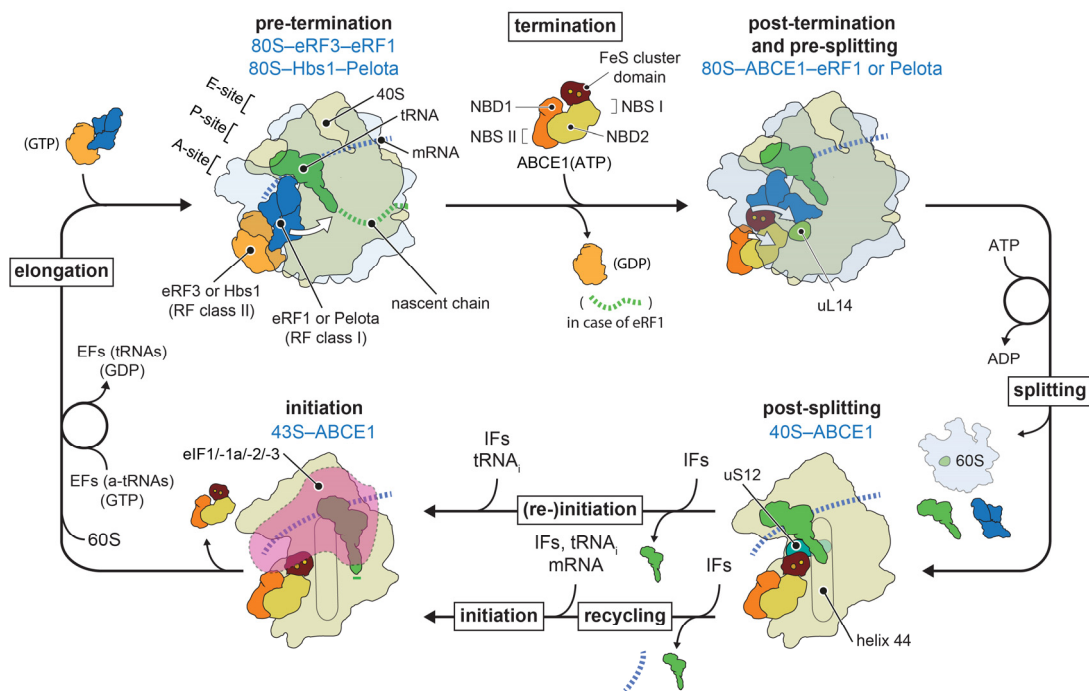 pre-termination
80S–eRF3–eRF1
80S–Hbs1–Pelota
termination
post-termination
and pre-splitting
80S–ABCE1–eRF1 or Pelota
E-site
P-site
A-site
40S
tRNA
mRNA
(GTP)
FeS cluster
domain
NBD1
NBS I
NBS II
NBD2
ABCE1(ATP)
elongation
eRF3 or Hbs1
(RF class II)
eRF1 or Pelota
(RF class I)
nascent chain
(GDP)
( )
in case of eRF1
uL14
ATP
ADP
splitting
EFs (tRNAs)
(GDP)
EFs (a-tRNAs)
(GTP)
60S
initiation
43S–ABCE1
eIF1/-1a/-2/-3
IFs
tRNAi
IFs
(re-)initiation
IFs, tRNAi
mRNA
IFs
initiation
recycling
post-splitting
40S–ABCE1
uS12
helix 44
60S